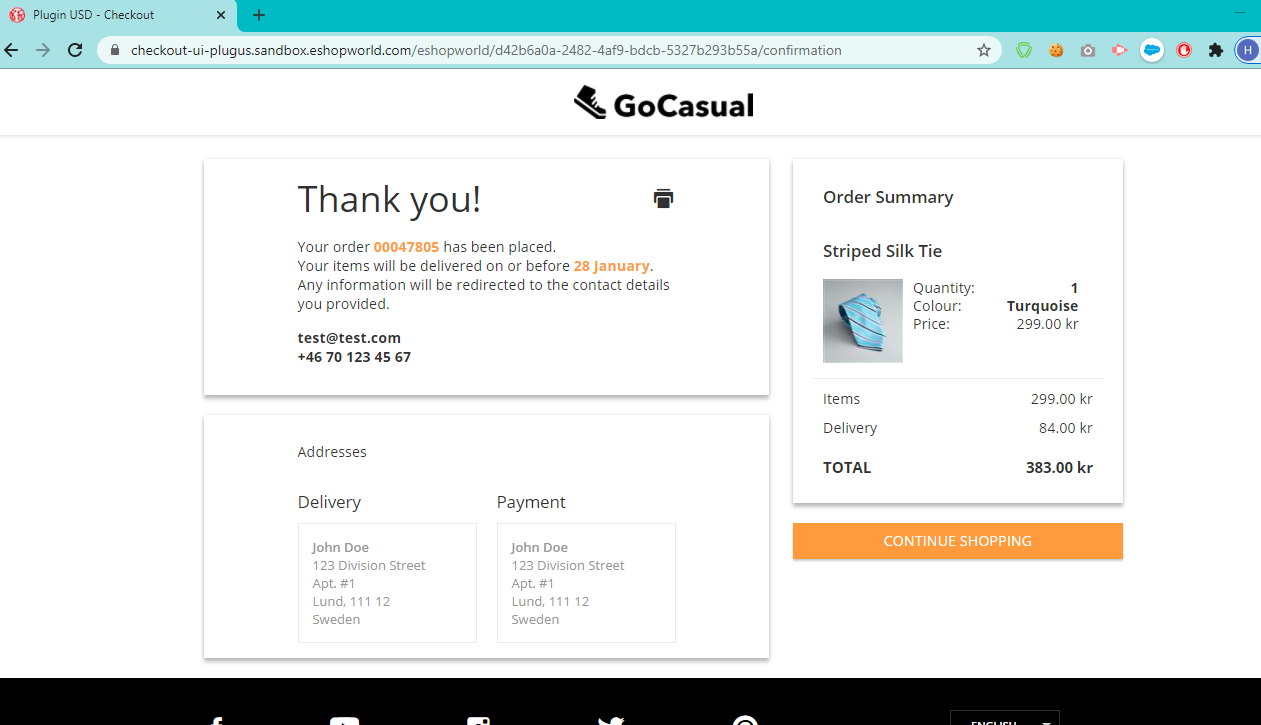 Plugin USD - Checkout
checkout-ui-plugus.sandbox.eshopworld.com/eshopworld/d42b6a0a-2482-4af9-bdcb-5327b293b55a/confirmation
H
GoCasual
Thank you!
Your order 00047805 has been placed.
Your items will be delivered on or before 28 January.
Any information will be redirected to the contact details
you provided.
test@test.com
+46 70 123 45 67
Addresses
Delivery
John Doe
123 Division Street
Apt. #1
Lund, 111 12
Sweden
Payment
John Doe
123 Division Street
Apt. #1
Lund, 111 12
Sweden
Order Summary
Striped Silk Tie
Quantity: 1
Colour: Turquoise
Price: 299.00 kr
Items 299.00 kr
Delivery 84.00 kr
TOTAL 383.00 kr
CONTINUE SHOPPING
ENGLISH